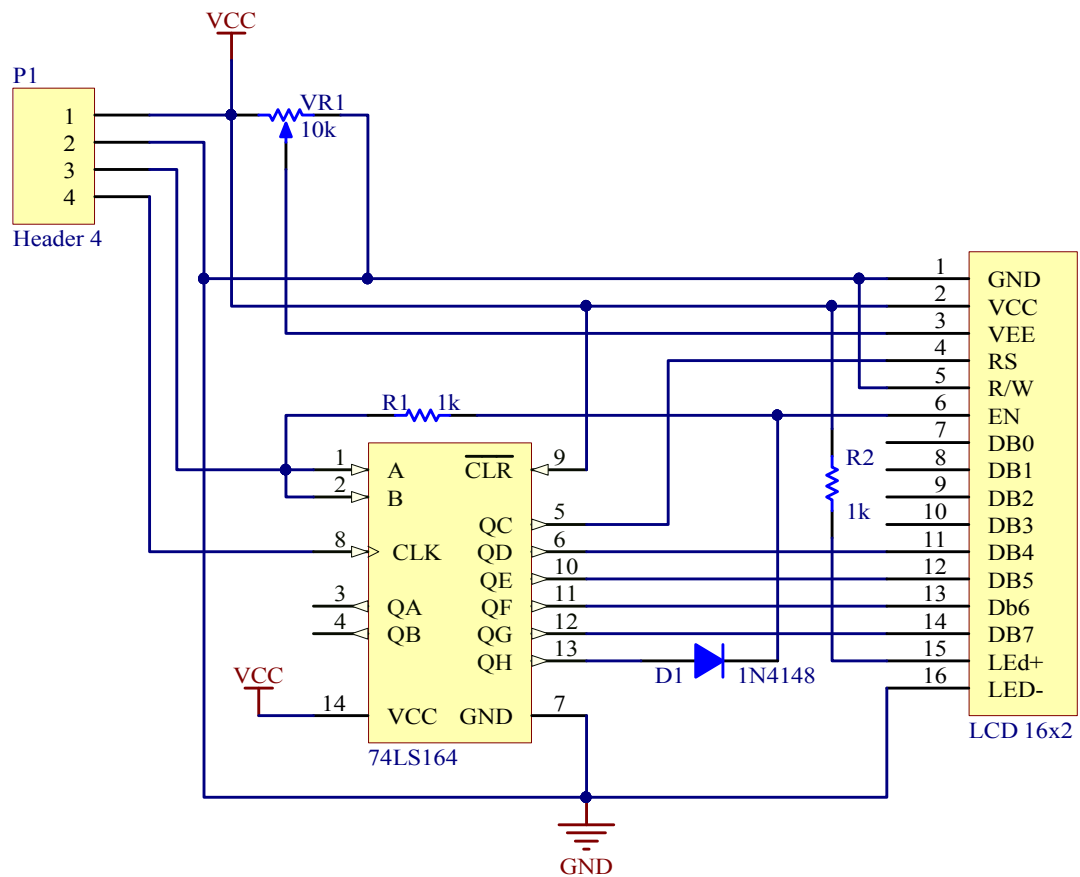 VCC
P1
1
2
3
4
Header 4
VR1
10k
1 GND
2 VCC
3 VEE
4 RS
5 R/W
6 EN
7 DB0
8 DB1
9 DB2
10 DB3
11 DB4
12 DB5
13 Db6
14 DB7
15 LEd+
16 LED-
LCD 16x2
R1 1k
R2
1k
1 A
2 B
8 CLK
3 QA
4 QB
14 VCC
CLR 9
QC 5
QD 6
QE 10
QF 11
QG 12
QH 13
GND 7
74LS164
VCC
D1 1N4148
GND